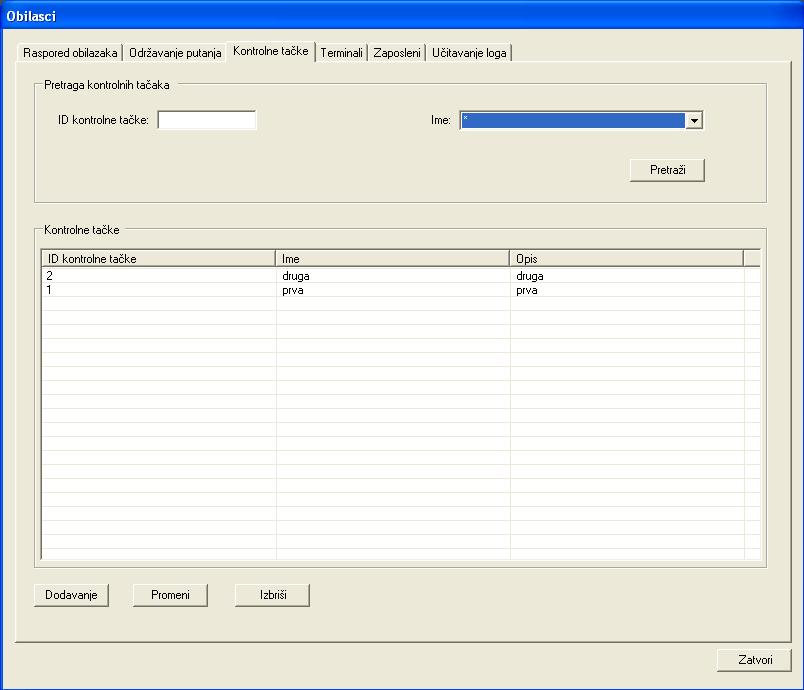 Obilasci
Raspored obilazaka Održavanje putanja Kontrolne tačke Terminali Zaposleni Učitavanje loga
Pretraga kontrolnih tačaka
ID kontrolne tačke: Ime: *
Pretraži
Kontrolne tačke
ID kontrolne tačke Ime Opis
2 druga druga
1 prva prva
Dodavanje Promeni Izbriši
Zatvori